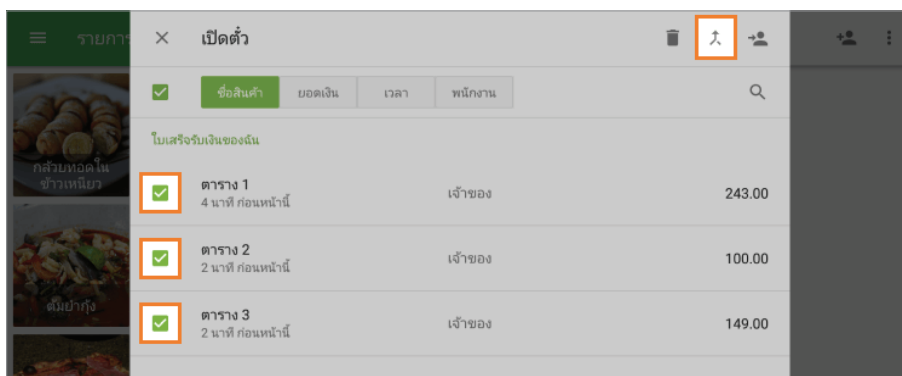 รายการ
เปิดตั๋ว
ชื่อสินค้า ยอดเงิน เวลา พนักงาน
ใบเสร็จรับเงินของฉัน
ตาราง 1
4 นาที ก่อนหน้านี้
เจ้าของ
243.00
ตาราง 2
2 นาที ก่อนหน้านี้
เจ้าของ
100.00
ตาราง 3
2 นาที ก่อนหน้านี้
เจ้าของ
149.00
กล้วยทอดใน
ข้าวเหนียว
ต้มยำกุ้ง